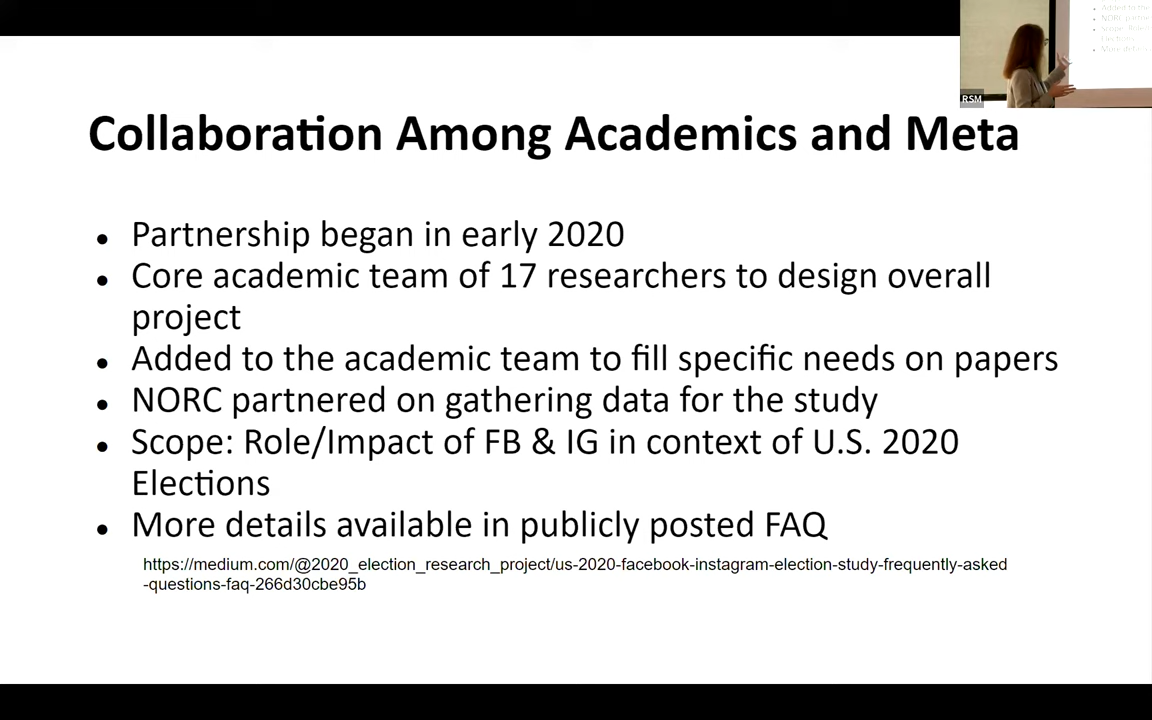 Collaboration Among Academics and Meta
• Partnership began in early 2020
• Core academic team of 17 researchers to design overall
project
• Added to the academic team to fill specific needs on papers
• NORC partnered on gathering data for the study
• Scope: Role/Impact of FB & IG in context of U.S. 2020
Elections
• More details available in publicly posted FAQ
https://medium.com/@2020_election_research_project/us-2020-facebook-instagram-election-study-frequently-asked
-questions-faq-266d30cbe95b
RSM